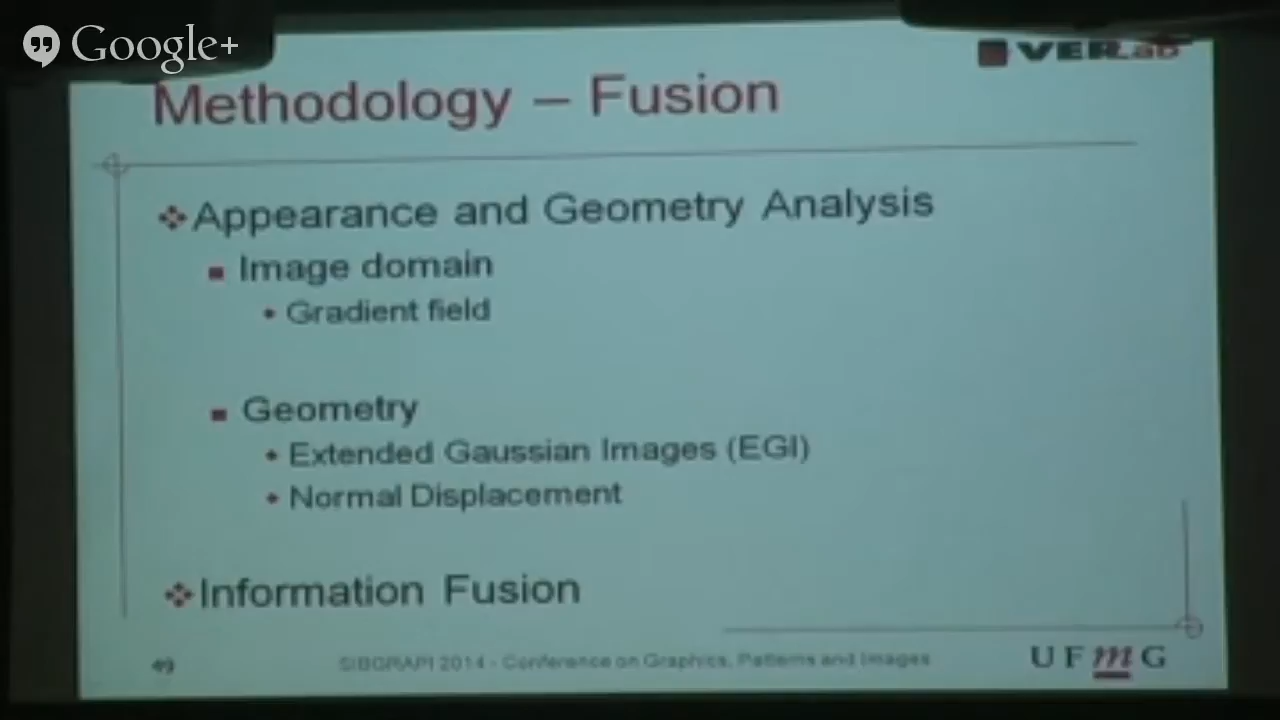 Google+
VERLab
Methodology – Fusion
Appearance and Geometry Analysis
Image domain
Gradient field
Geometry
Extended Gaussian Images (EGI)
Normal Displacement
Information Fusion
49
SIBGRAPI 2014 - Conference on Graphics, Patterns and Images
UFmG